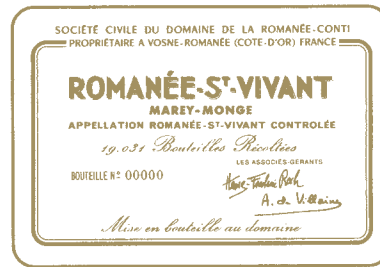 SOCIÉTÉ CIVILE DU DOMAINE DE LA ROMANÉE-CONTI
PROPRIÉTAIRE A VOSNE-ROMANÉE (COTE-D'OR) FRANCE
ROMANÉE-ST-VIVANT
MAREY-MONGE
APPELLATION ROMANÉE-ST-VIVANT CONTROLÉE
19.031 Bouteilles Récoltées
LES ASSOCIÉS-GÉRANTS
BOUTEILLE Nº 00000
A. de Villaine
Mise en bouteille au domaine